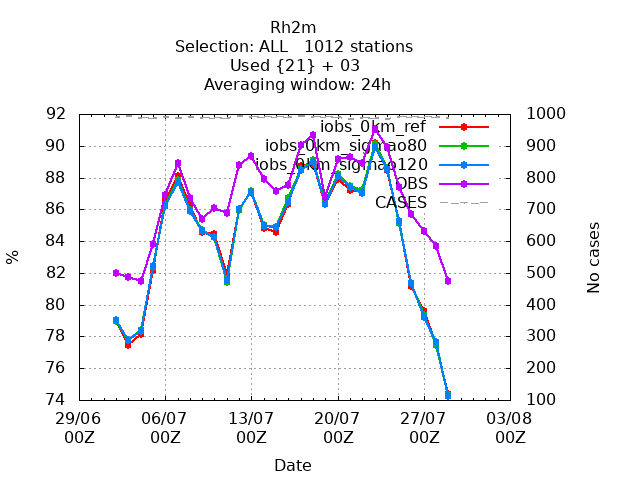 Rh2m
Selection: ALL   1012 stations
Used {21} + 03
Averaging window: 24h
92 1000
90 900
88 800
86 700
84 600
82 500
80 400
78 300
76 200
74 100
%
No cases
iobs_0km_ref
iobs_0km_sigmao80
iobs_0km_sigmao120
OBS
CASES
29/06 06/07 13/07 20/07 27/07 03/08
00Z 00Z 00Z 00Z 00Z 00Z
Date